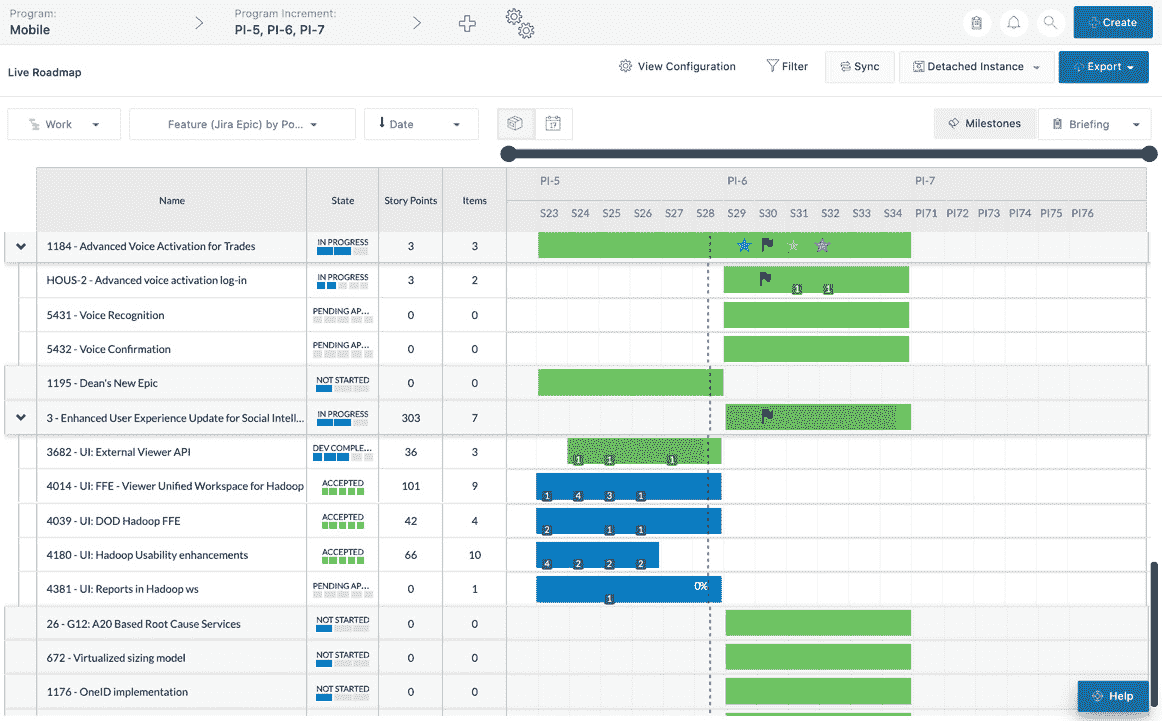 Program:
Mobile
Program Increment:
PI-5, PI-6, PI-7
Create
Live Roadmap
View Configuration
Filter
Sync
Detached Instance
Export
Work
Feature (Jira Epic) by Po...
Date
17
Milestones
Briefing
Name State Story Points Items
PI-5 PI-6 PI-7
S23 S24 S25 S26 S27 S28 S29 S30 S31 S32 S33 S34 PI71 PI72 PI73 PI74 PI75 PI76
1184 - Advanced Voice Activation for Trades IN PROGRESS 3 3
HOUS-2 - Advanced voice activation log-in IN PROGRESS 3 2 1 1
5431 - Voice Recognition PENDING AP... 0 0
5432 - Voice Confirmation PENDING AP... 0 0
1195 - Dean's New Epic NOT STARTED 0 0
3 - Enhanced User Experience Update for Social Intell... IN PROGRESS 303 7
3682 - UI: External Viewer API DEV COMPLE... 36 3 1 1 1
4014 - UI: FFE - Viewer Unified Workspace for Hadoop ACCEPTED 101 9 1 4 3 1
4039 - UI: DOD Hadoop FFE ACCEPTED 42 4 2 1 1
4180 - UI: Hadoop Usability enhancements ACCEPTED 66 10 4 2 2 2
4381 - UI: Reports in Hadoop ws PENDING AP... 0 1 1 0%
26 - G12: A20 Based Root Cause Services NOT STARTED 0 0
672 - Virtualized sizing model NOT STARTED 0 0
1176 - OneID implementation NOT STARTED 0 0
Help